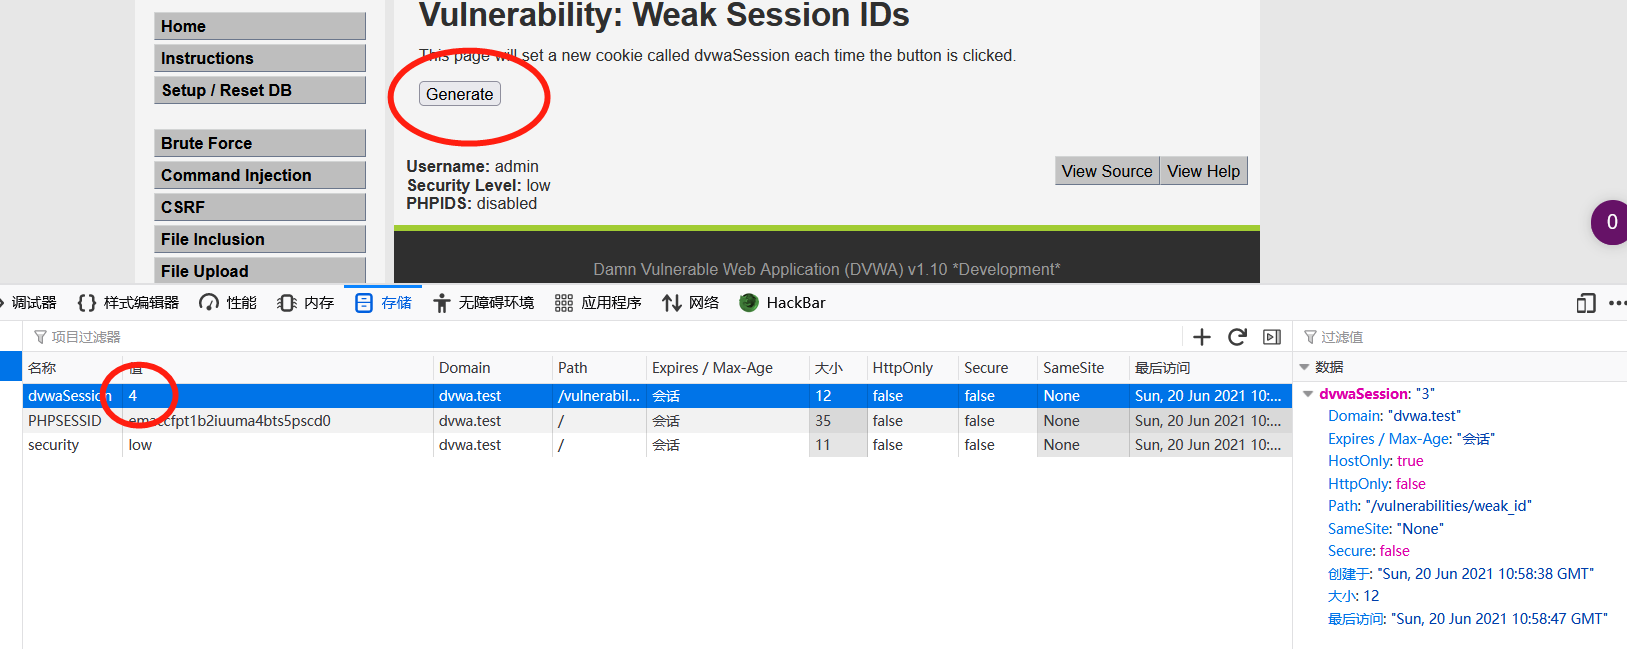 Vulnerability: Weak Session IDs
Home
Instructions
Setup / Reset DB
Brute Force
Command Injection
CSRF
File Inclusion
File Upload
This page will set a new cookie called dvwaSession each time the button is clicked.
Generate
Username: admin
Security Level: low
PHPIDS: disabled
View Source View Help
Damn Vulnerable Web Application (DVWA) v1.10 *Development*
0
调试器 样式编辑器 性能 内存 存储 无障碍环境 应用程序 网络 HackBar
项目过滤器
名称 值 Domain Path Expires / Max-Age 大小 HttpOnly Secure SameSite 最后访问
dvwaSession 4 dvwa.test /vulnerabil... 会话 12 false false None Sun, 20 Jun 2021 10:...
PHPSESSID emaccfpt1b2iuuma4bts5pscd0 dvwa.test / 会话 35 false false None Sun, 20 Jun 2021 10:...
security low dvwa.test / 会话 11 false false None Sun, 20 Jun 2021 10:...
过滤值
数据
dvwaSession: "3"
Domain: "dvwa.test"
Expires / Max-Age: "会话"
HostOnly: true
HttpOnly: false
Path: "/vulnerabilities/weak_id"
SameSite: "None"
Secure: false
创建于: "Sun, 20 Jun 2021 10:58:38 GMT"
大小: 12
最后访问: "Sun, 20 Jun 2021 10:58:47 GMT"